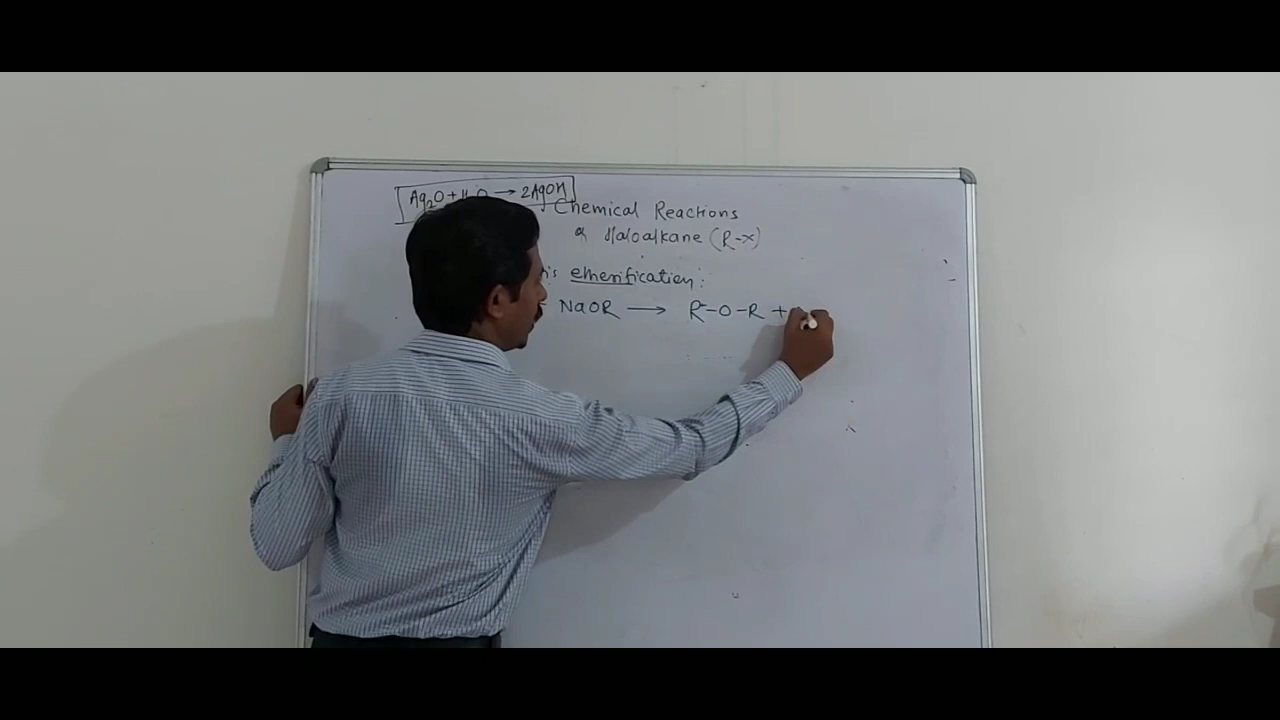 Ag₂O + H₂O → 2AgOH
Chemical Reactions
of Haloalkane (R-X)
etherification:
NaOR → R-O-R +